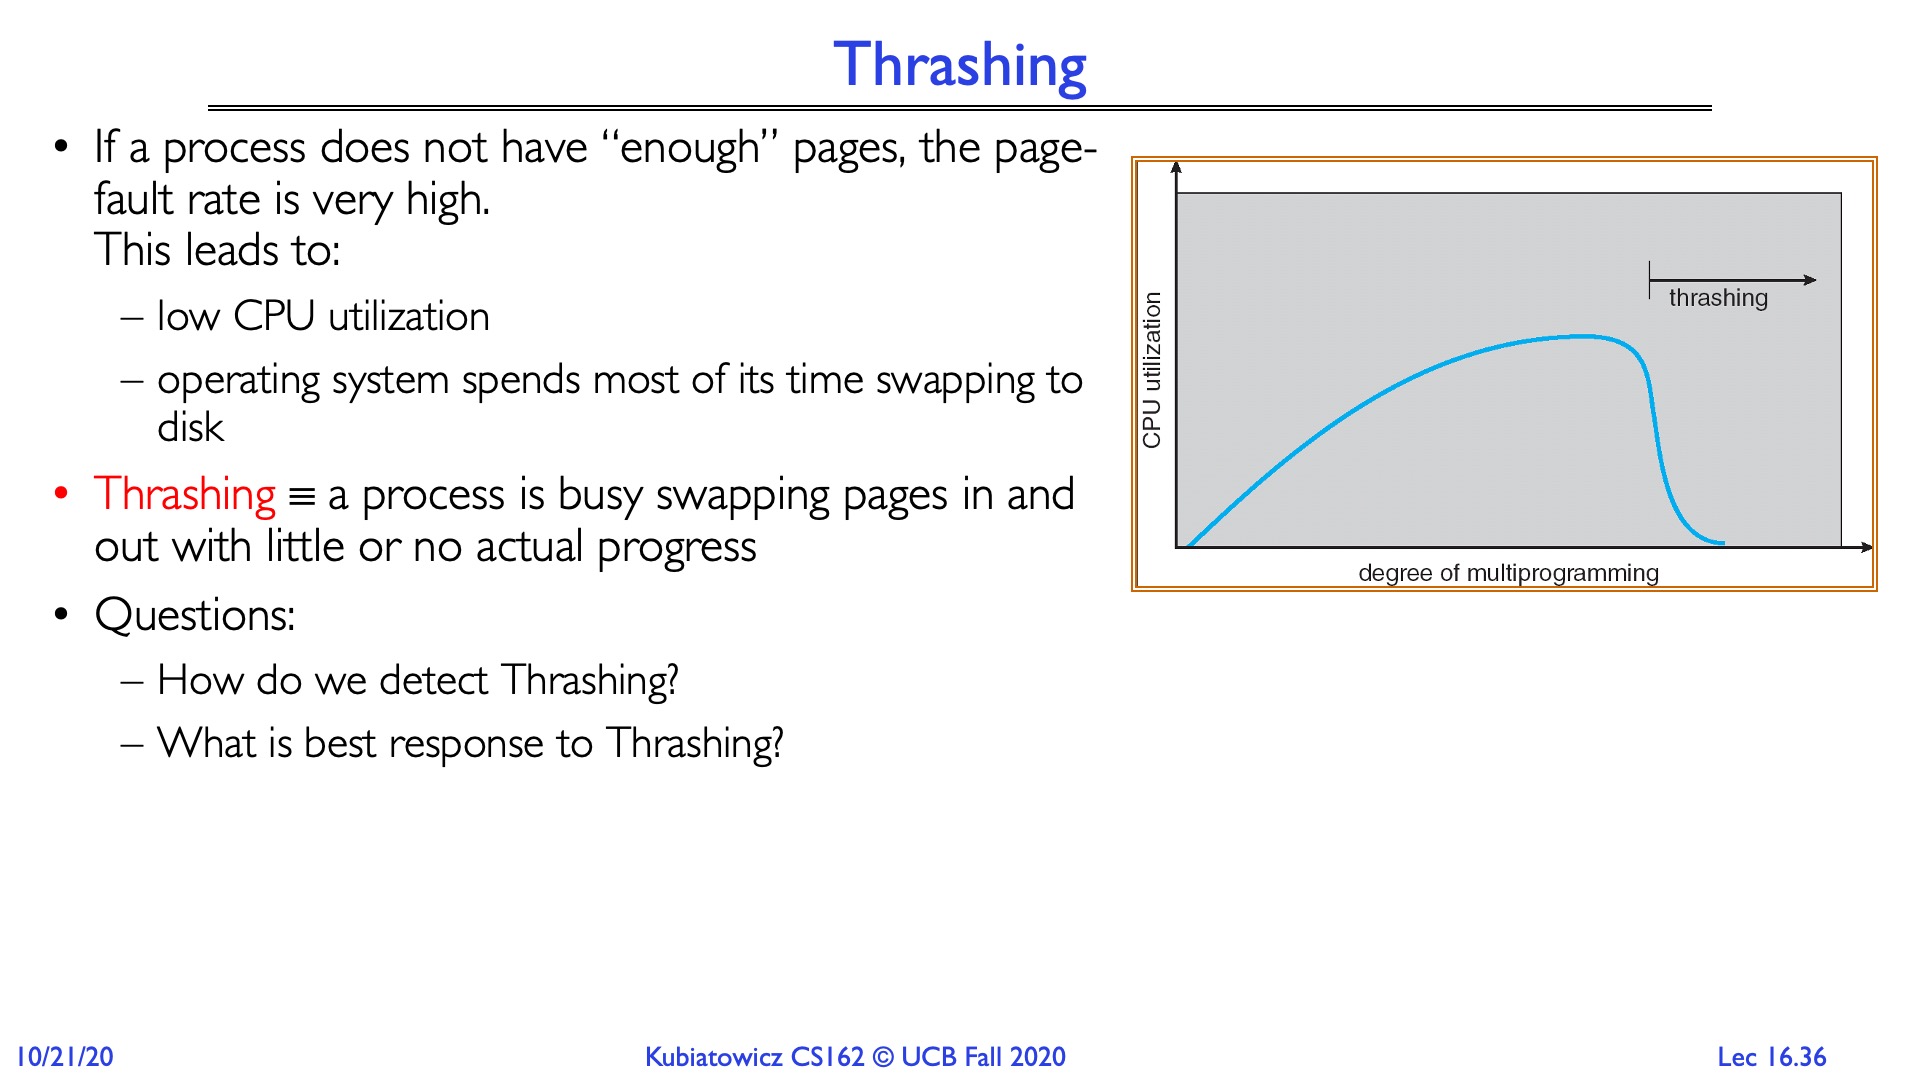 Thrashing
• If a process does not have “enough” pages, the page-
fault rate is very high.
This leads to:
– low CPU utilization
– operating system spends most of its time swapping to
disk
• Thrashing ≡ a process is busy swapping pages in and
out with little or no actual progress
• Questions:
– How do we detect Thrashing?
– What is best response to Thrashing?
CPU utilization
thrashing
degree of multiprogramming
10/21/20
Kubiatowicz CS162 © UCB Fall 2020
Lec 16.36